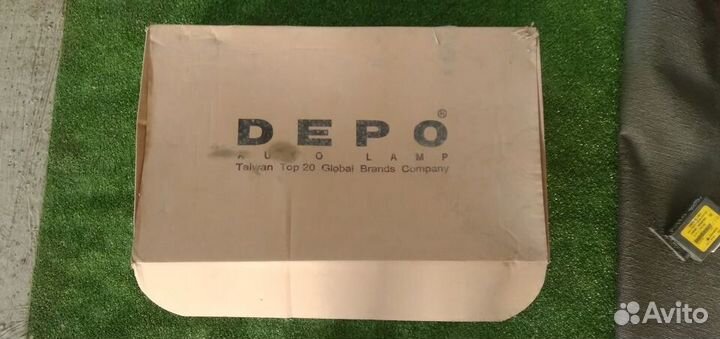 DEPO®
AUTO LAMP
Taiwan Top 20 Global Brands Company
Avito